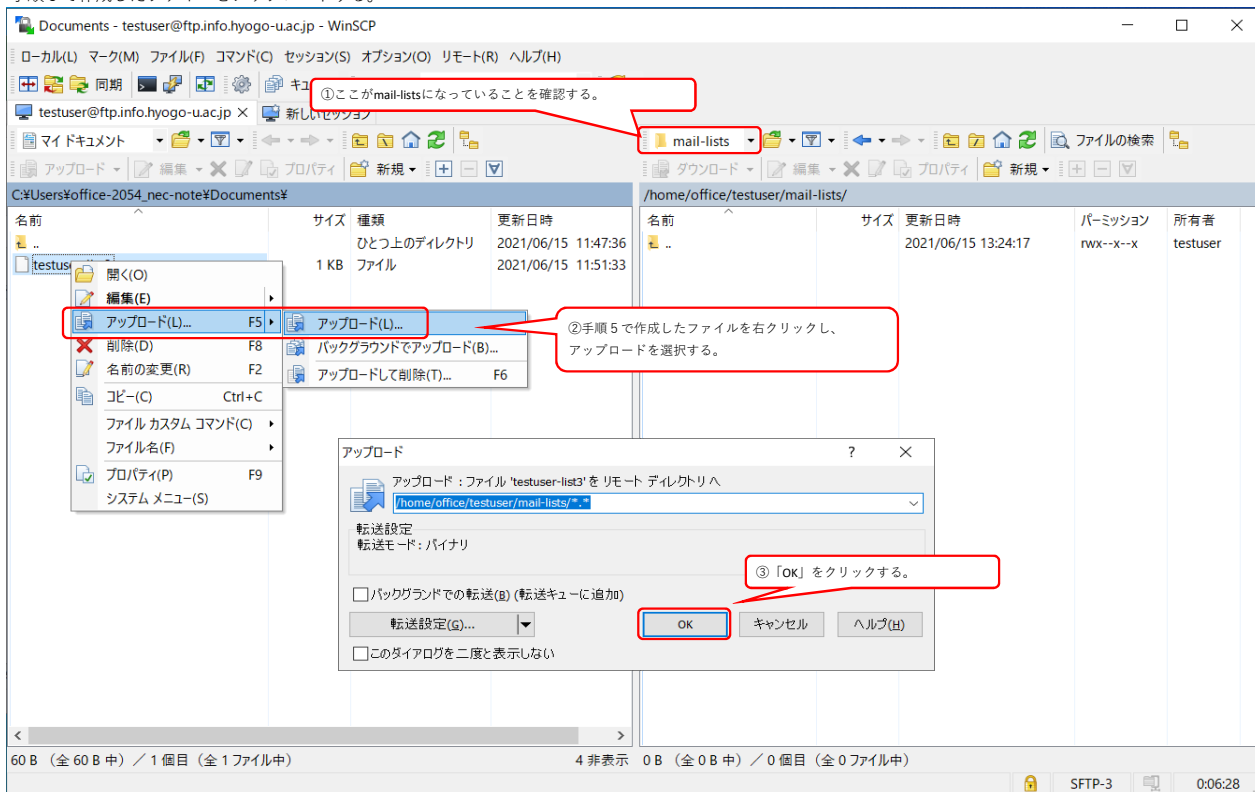 Documents - testuser@ftp.info.hyogo-u.ac.jp - WinSCP
ローカル(L) マーク(M) ファイル(F) コマンド(C) セッション(S) オプション(O) リモート(R) ヘルプ(H)
同期
①ここがmail-listsになっていることを確認する。
testuser@ftp.info.hyogo-u.ac.jp × 新しいセッション
マイ ドキュメント mail-lists ファイルの検索
アップロード 編集 プロパティ 新規 ダウンロード 編集 プロパティ 新規
C:¥Users¥office-2054_nec-note¥Documents¥ /home/office/testuser/mail-lists/
名前 サイズ 種類 更新日時 名前 サイズ 更新日時 パーミッション 所有者
.. ひとつ上のディレクトリ 2021/06/15 11:47:36 .. 2021/06/15 13:24:17 rwx--x--x testuser
1 KB ファイル 2021/06/15 11:51:33
開く(O)
編集(E)
アップロード(L)... F5 アップロード(L)...
削除(D) F8 バックグラウンドでアップロード(B)...
名前の変更(R) F2 アップロードして削除(T)... F6
コピー(C) Ctrl+C
ファイル カスタム コマンド(C)
ファイル名(F)
プロパティ(P) F9
システム メニュー(S)
②手順５で作成したファイルを右クリックし、
アップロードを選択する。
アップロード ? ×
アップロード : ファイル 'testuser-list3' を リモート ディレクトリ へ
/home/office/testuser/mail-lists/*.*
転送設定
転送モード : バイナリ
③「OK」をクリックする。
バックグランドでの転送(B) (転送キューに追加)
転送設定(G)... OK キャンセル ヘルプ(H)
このダイアログを二度と表示しない
60 B （全 60 B 中）／ 1 個目（全 1 ファイル中） 4 非表示 0 B （全 0 B 中）／ 0 個目（全 0 ファイル中）
SFTP-3 0:06:28